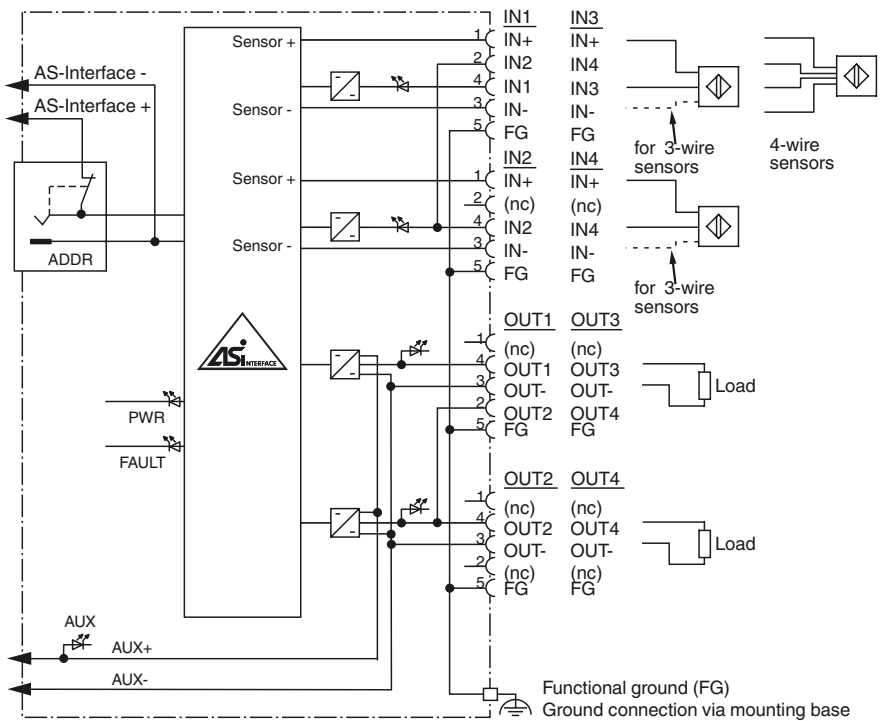 AS-Interface -
AS-Interface +
ADDR
Sensor +
Sensor -
Sensor +
Sensor -
ASi INTERFACE
PWR
FAULT
AUX
AUX+
AUX-
IN1 IN3
1 IN+ IN+
2 IN2 IN4
4 IN1 IN3
3 IN- IN-
5 FG FG
for 3-wire
sensors
4-wire
sensors
IN2 IN4
1 IN+ IN+
2 (nc) (nc)
4 IN2 IN4
3 IN- IN-
5 FG FG
for 3-wire
sensors
OUT1 OUT3
1 (nc) (nc)
4 OUT1 OUT3
3 OUT- OUT-
2 OUT2 OUT4
5 FG FG
Load
OUT2 OUT4
1 (nc) (nc)
4 OUT2 OUT4
3 OUT- OUT-
2 (nc) (nc)
5 FG FG
Load
Functional ground (FG)
Ground connection via mounting base